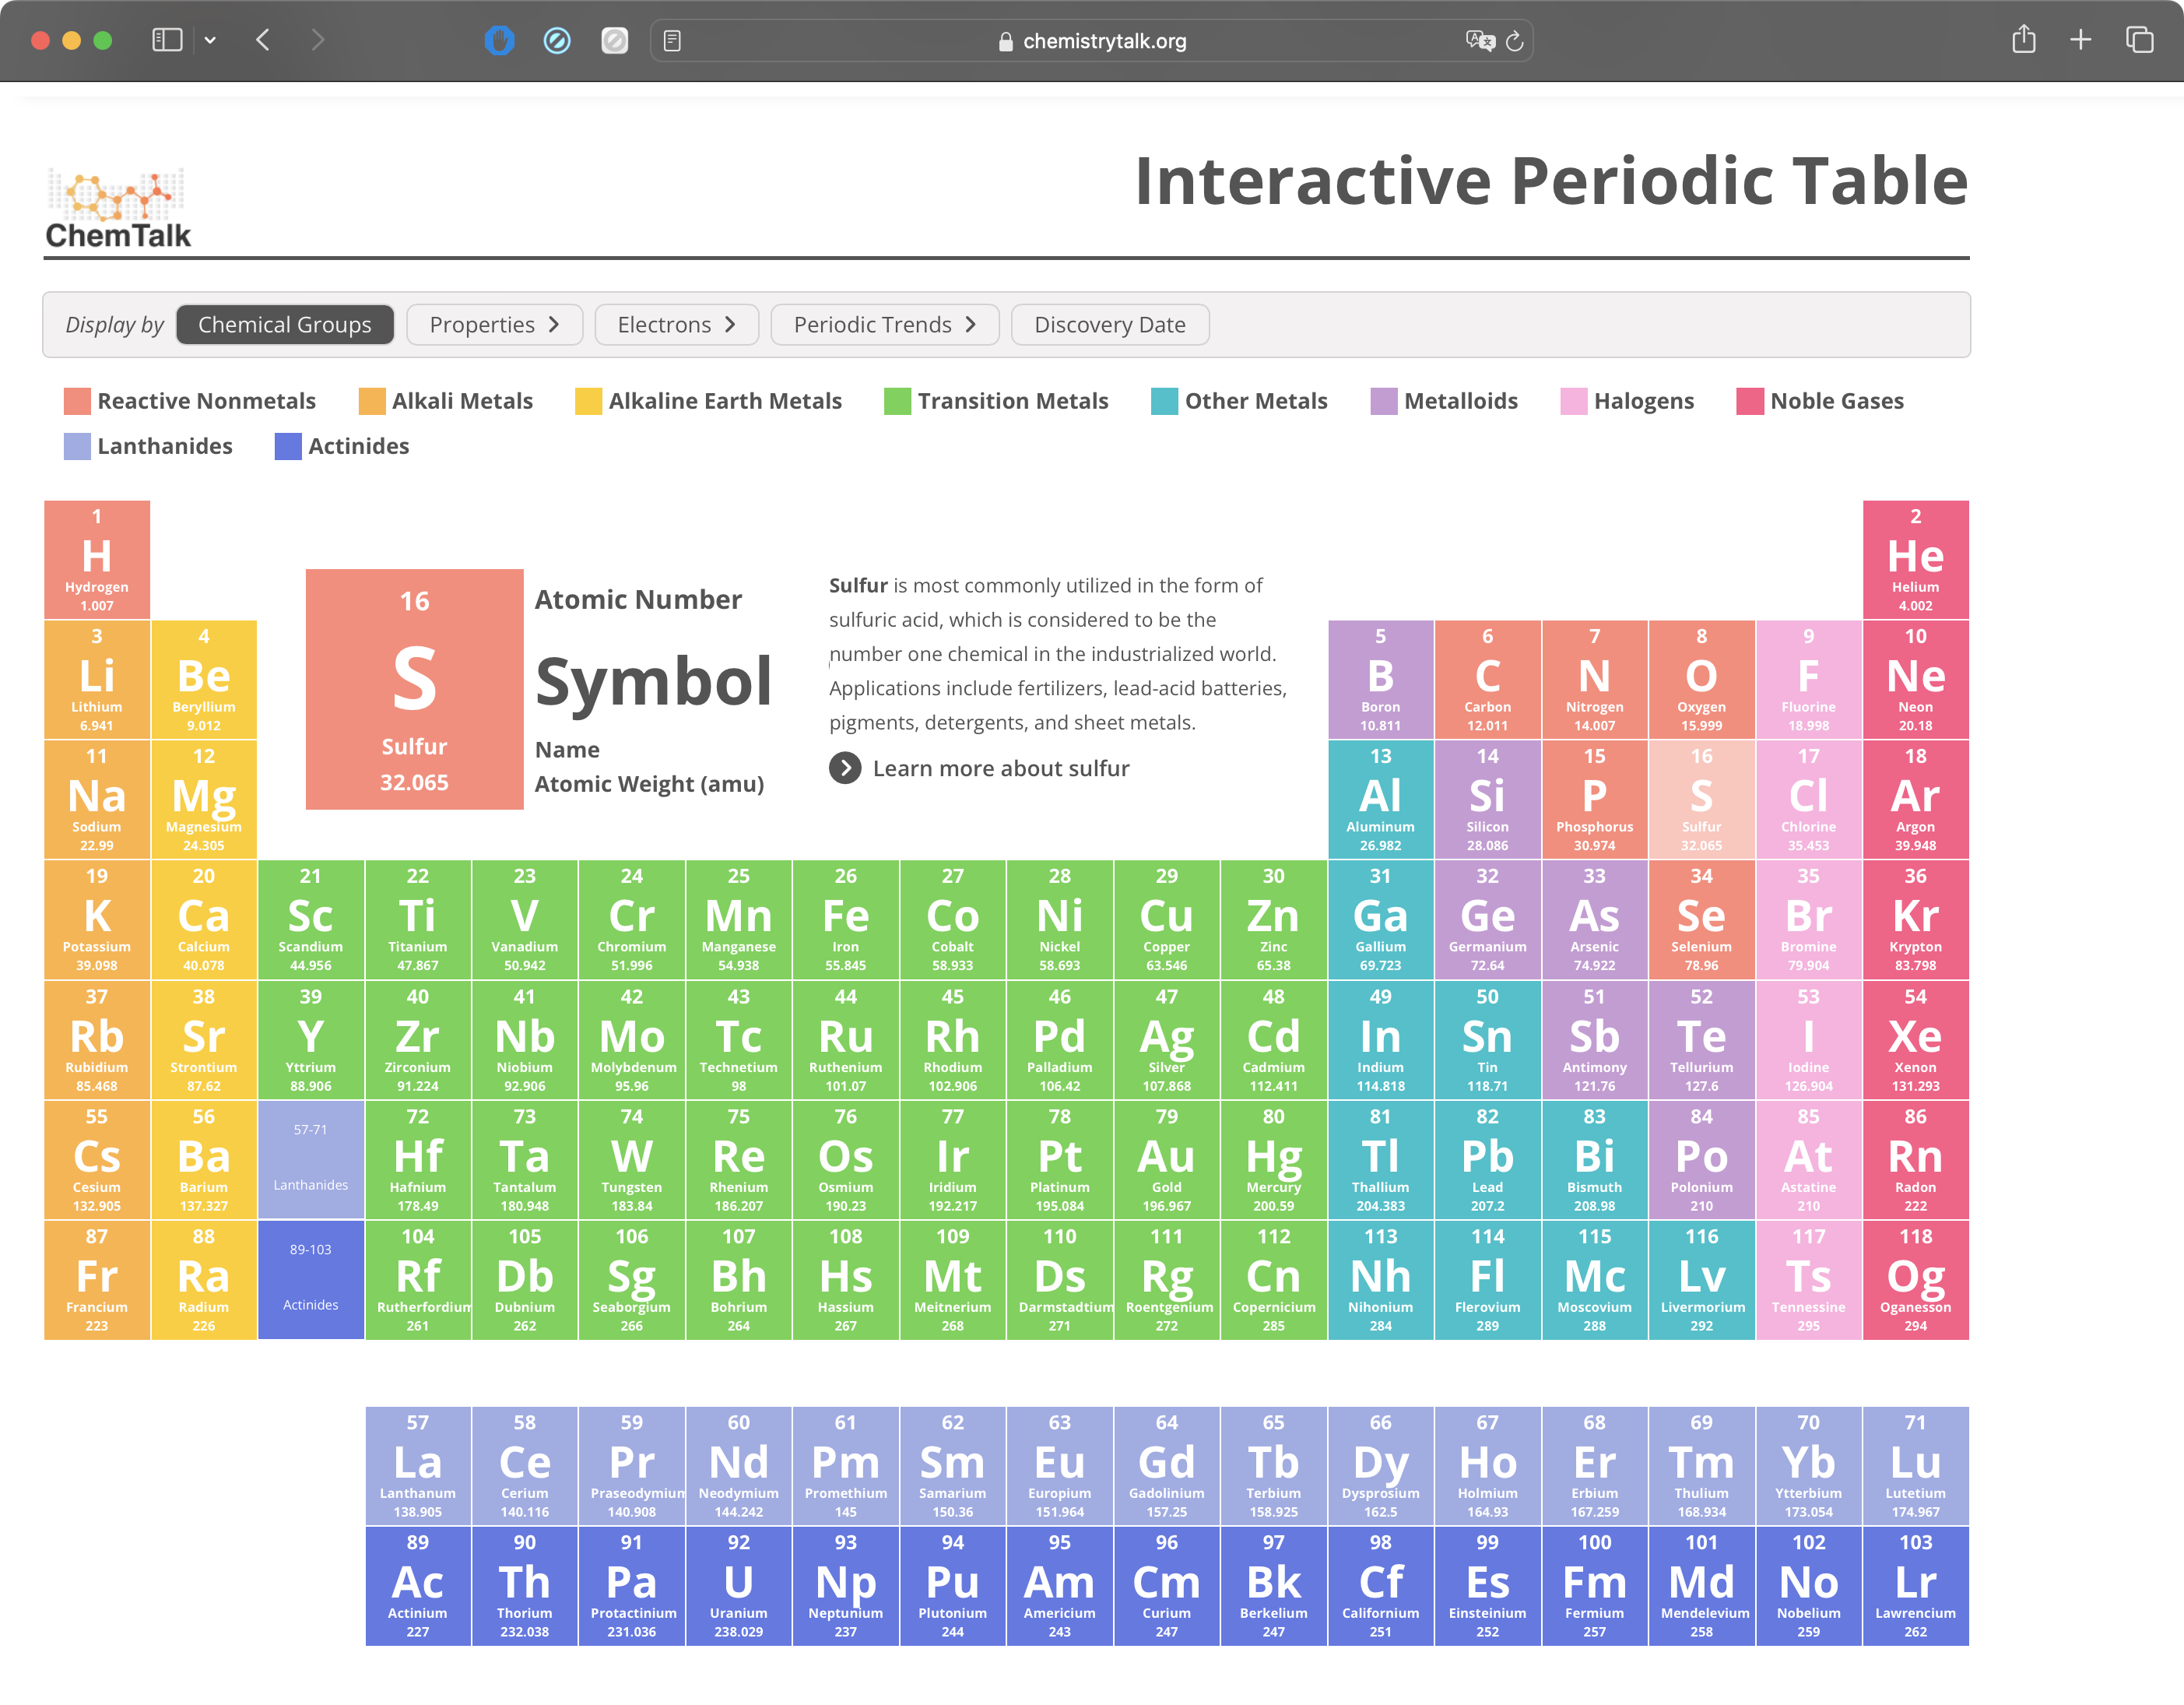 chemistrytalk.org
ChemTalk
Interactive Periodic Table
Display by Chemical Groups Properties Electrons Periodic Trends Discovery Date
Reactive Nonmetals Alkali Metals Alkaline Earth Metals Transition Metals Other Metals Metalloids Halogens Noble Gases
Lanthanides Actinides
1 2
H He
Hydrogen Helium
1.007 4.002
16 Atomic Number
S Symbol
Sulfur Name
32.065 Atomic Weight (amu)
Sulfur is most commonly utilized in the form of
sulfuric acid, which is considered to be the
number one chemical in the industrialized world.
Applications include fertilizers, lead-acid batteries,
pigments, detergents, and sheet metals.
Learn more about sulfur
3 4 5 6 7 8 9 10
Li Be B C N O F Ne
Lithium Beryllium Boron Carbon Nitrogen Oxygen Fluorine Neon
6.941 9.012 10.811 12.011 14.007 15.999 18.998 20.18
11 12 13 14 15 16 17 18
Na Mg Al Si P S Cl Ar
Sodium Magnesium Aluminum Silicon Phosphorus Sulfur Chlorine Argon
22.99 24.305 26.982 28.086 30.974 32.065 35.453 39.948
19 20 21 22 23 24 25 26 27 28 29 30 31 32 33 34 35 36
K Ca Sc Ti V Cr Mn Fe Co Ni Cu Zn Ga Ge As Se Br Kr
Potassium Calcium Scandium Titanium Vanadium Chromium Manganese Iron Cobalt Nickel Copper Zinc Gallium Germanium Arsenic Selenium Bromine Krypton
39.098 40.078 44.956 47.867 50.942 51.996 54.938 55.845 58.933 58.693 63.546 65.38 69.723 72.64 74.922 78.96 79.904 83.798
37 38 39 40 41 42 43 44 45 46 47 48 49 50 51 52 53 54
Rb Sr Y Zr Nb Mo Tc Ru Rh Pd Ag Cd In Sn Sb Te I Xe
Rubidium Strontium Yttrium Zirconium Niobium Molybdenum Technetium Ruthenium Rhodium Palladium Silver Cadmium Indium Tin Antimony Tellurium Iodine Xenon
85.468 87.62 88.906 91.224 92.906 95.96 98 101.07 102.906 106.42 107.868 112.411 114.818 118.71 121.76 127.6 126.904 131.293
55 56 57-71 72 73 74 75 76 77 78 79 80 81 82 83 84 85 86
Cs Ba Hf Ta W Re Os Ir Pt Au Hg Tl Pb Bi Po At Rn
Cesium Barium Lanthanides Hafnium Tantalum Tungsten Rhenium Osmium Iridium Platinum Gold Mercury Thallium Lead Bismuth Polonium Astatine Radon
132.905 137.327 178.49 180.948 183.84 186.207 190.23 192.217 195.084 196.967 200.59 204.383 207.2 208.98 210 210 222
87 88 89-103 104 105 106 107 108 109 110 111 112 113 114 115 116 117 118
Fr Ra Rf Db Sg Bh Hs Mt Ds Rg Cn Nh Fl Mc Lv Ts Og
Francium Radium Actinides Rutherfordium Dubnium Seaborgium Bohrium Hassium Meitnerium Darmstadtium Roentgenium Copernicium Nihonium Flerovium Moscovium Livermorium Tennessine Oganesson
223 226 261 262 266 264 267 268 271 272 285 284 289 288 292 295 294
57 58 59 60 61 62 63 64 65 66 67 68 69 70 71
La Ce Pr Nd Pm Sm Eu Gd Tb Dy Ho Er Tm Yb Lu
Lanthanum Cerium Praseodymium Neodymium Promethium Samarium Europium Gadolinium Terbium Dysprosium Holmium Erbium Thulium Ytterbium Lutetium
138.905 140.116 140.908 144.242 145 150.36 151.964 157.25 158.925 162.5 164.93 167.259 168.934 173.054 174.967
89 90 91 92 93 94 95 96 97 98 99 100 101 102 103
Ac Th Pa U Np Pu Am Cm Bk Cf Es Fm Md No Lr
Actinium Thorium Protactinium Uranium Neptunium Plutonium Americium Curium Berkelium Californium Einsteinium Fermium Mendelevium Nobelium Lawrencium
227 232.038 231.036 238.029 237 244 243 247 247 251 252 257 258 259 262